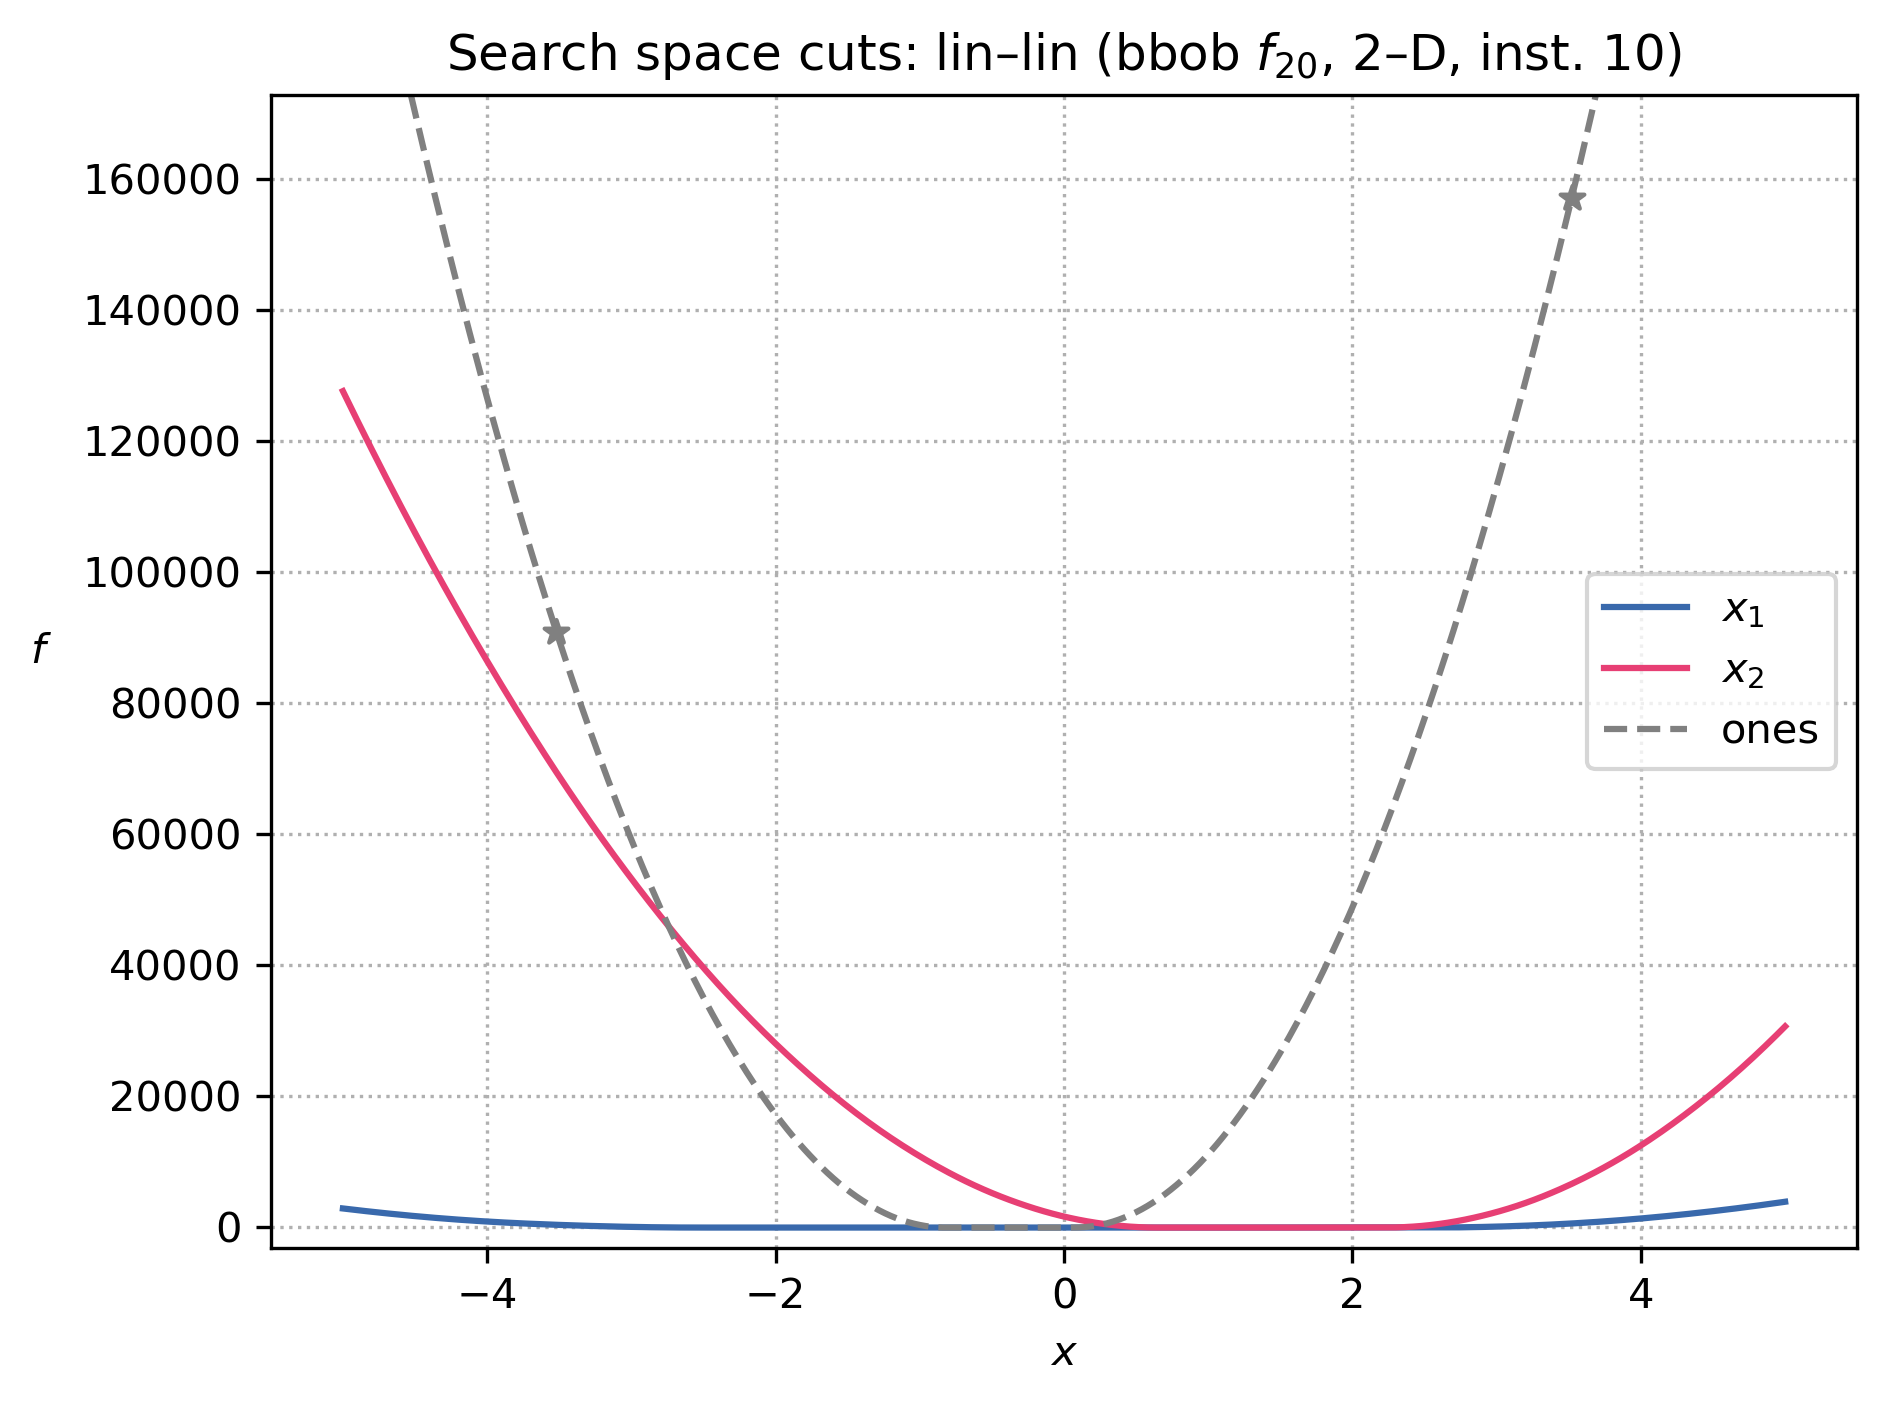 Search space cuts: lin–lin (bbob f₂₀, 2–D, inst. 10)
160000
140000
120000
100000
80000
60000
40000
20000
0
f
x₁
x₂
ones
−4 −2 0 2 4
x